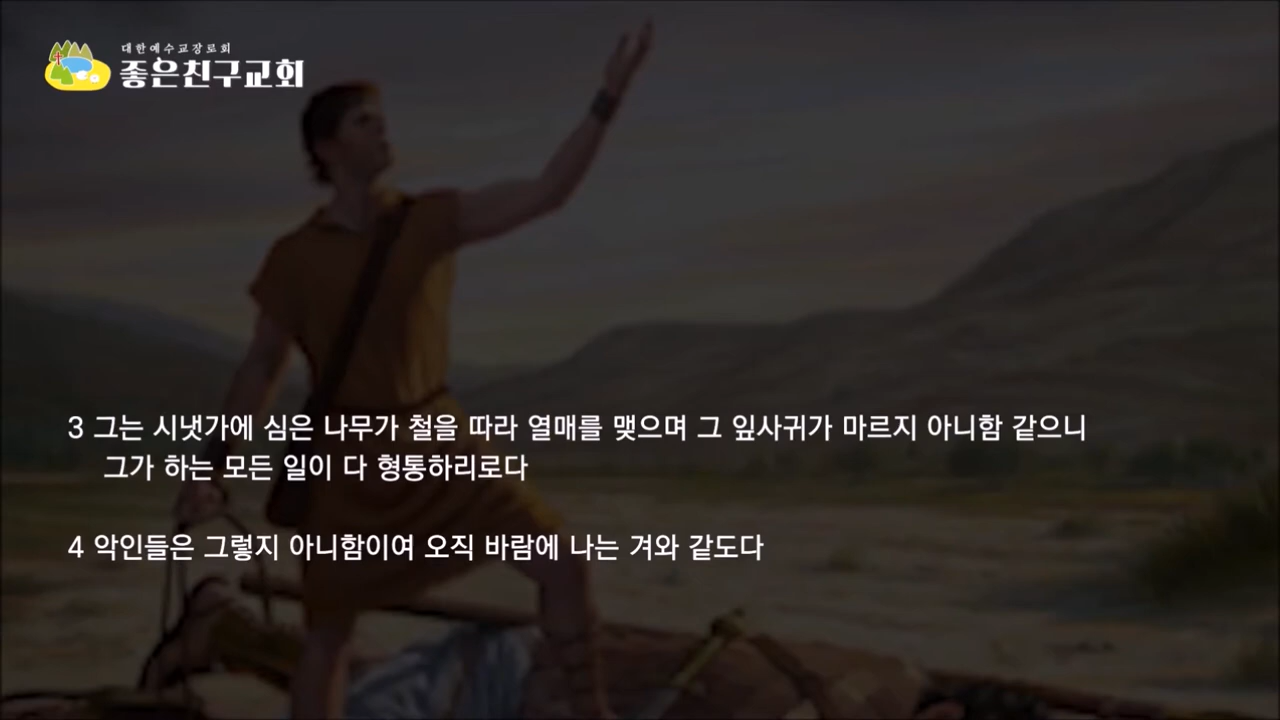 대한예수교장로회
좋은친구교회
3 그는 시냇가에 심은 나무가 철을 따라 열매를 맺으며 그 잎사귀가 마르지 아니함 같으니
그가 하는 모든 일이 다 형통하리로다
4 악인들은 그렇지 아니함이여 오직 바람에 나는 겨와 같도다